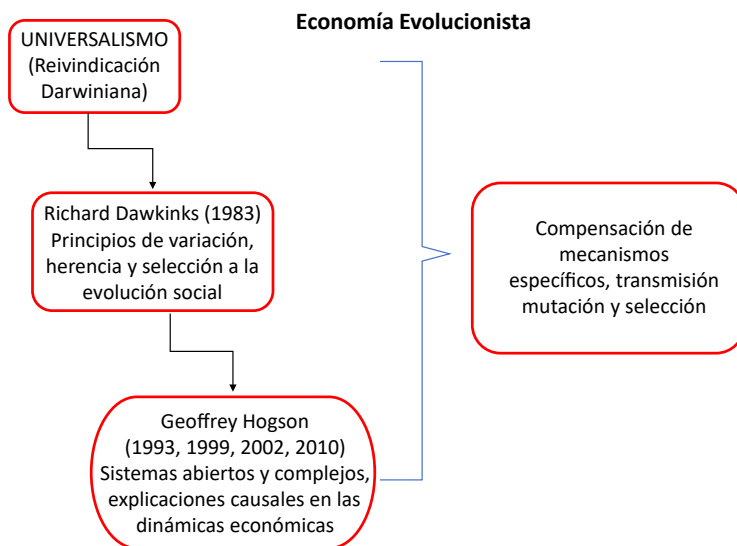 Economía Evolucionista
UNIVERSALISMO
(Reivindicación
Darwiniana)
Richard Dawkinks (1983)
Principios de variación,
herencia y selección a la
evolución social
Geoffrey Hogson
(1993, 1999, 2002, 2010)
Sistemas abiertos y complejos,
explicaciones causales en las
dinámicas económicas
Compensación de
mecanismos
específicos, transmisión
mutación y selección